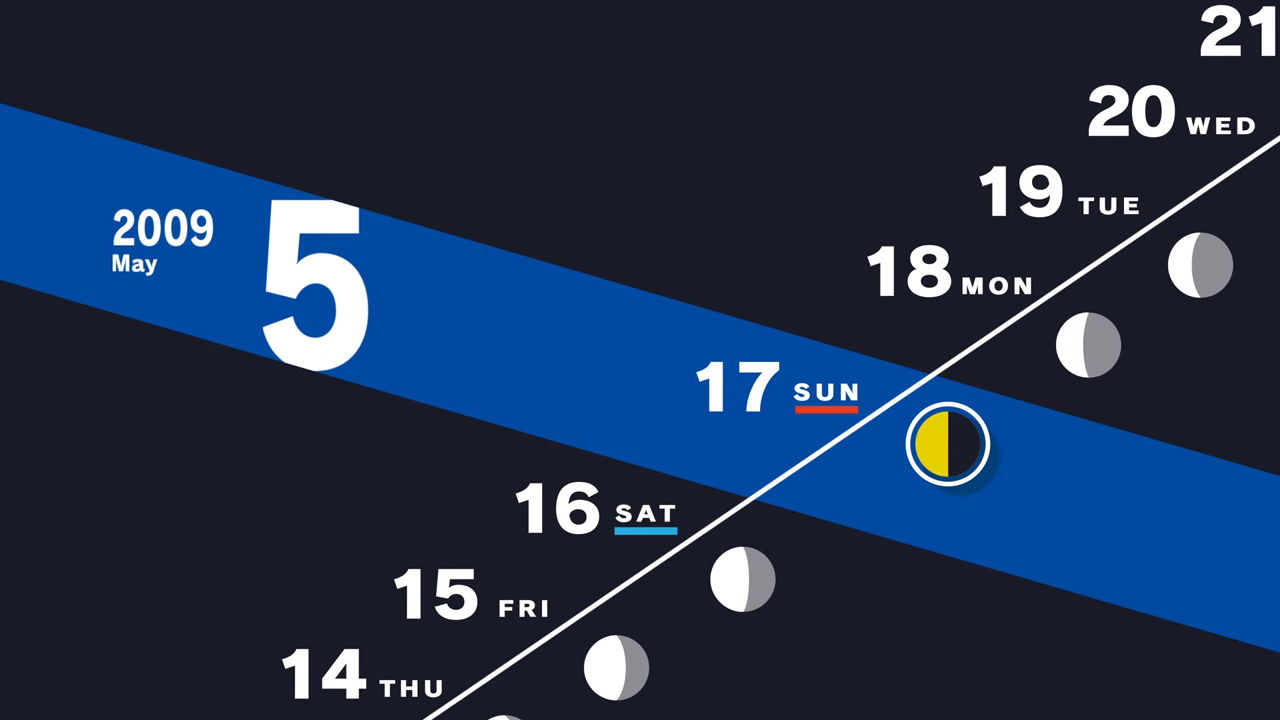 21
20 WED
19 TUE
18 MON
2009
May
5
17 SUN
16 SAT
15 FRI
14 THU